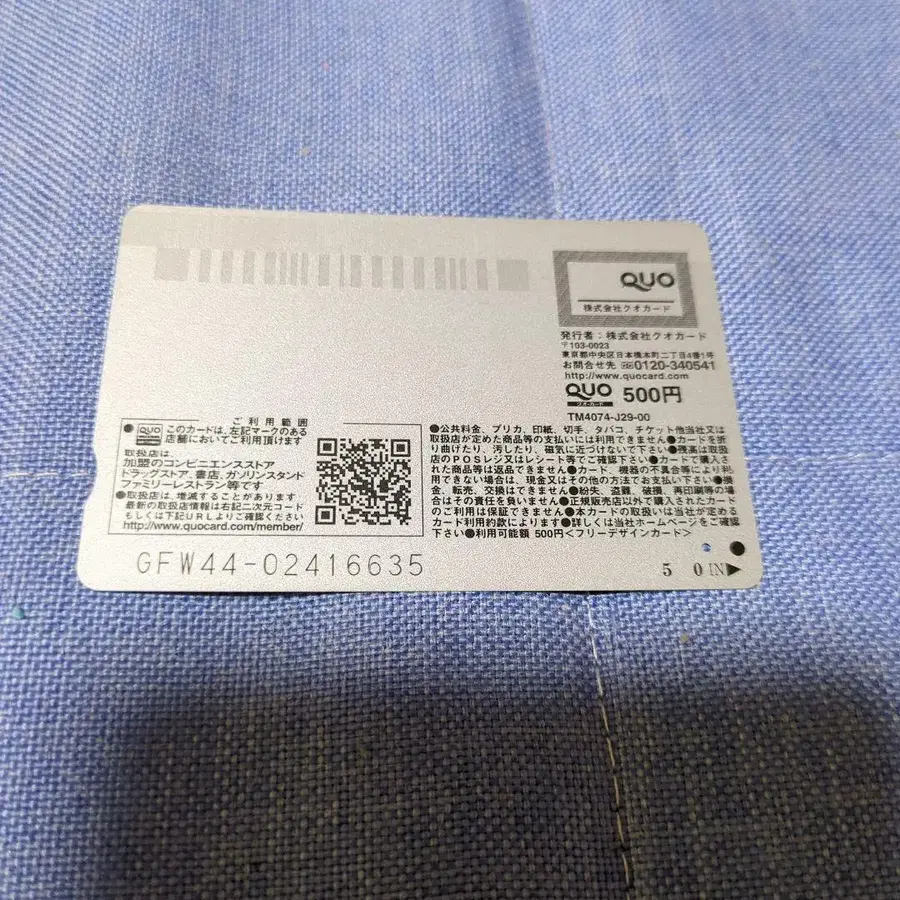 QUO
株式会社クオカード
発行者:株式会社クオカード
〒103-0023
東京都中央区日本橋本町二丁目4番1号
お問合せ先 0120-340541
http://www.quocard.com
QUO 500円
クオ・カード
TM4074-J29-00
ご利用範囲
●このカードは、左記マークのある
店舗においてご利用頂けます
QUO
取扱店は、
加盟のコンビニエンスストア
ドラッグストア、書店、ガソリンスタンド
ファミリーレストラン等です
●取扱店は、増減することがあります
最新の取扱店情報は右記二次元コード
もしくは下記URLよりご確認ください
http://www.quocard.com/member/
●公共料金、プリカ、印紙、切手、タバコ、チケット他当社又は
取扱店が定めた商品等の支払いには利用できません●カードを折
り曲げたり、汚したり、磁気に近づけないで下さい●残高は取扱
店のPOSレジ又はレシート等でご確認下さい●カードで購入さ
れた商品等は返品できません●カード、機器の不具合等により利
用できない場合は、現金又はその他の方法でお支払い下さい●換
金、転売、交換はできません●紛失、盗難、破損、再印刷等の場
合はその責任を負いません●正規販売店以外で購入されたカード
のご利用は保証できません●本カードの取扱いは当社が定める
カード利用約款によります●詳しくは当社ホームページをご確認
下さい●利用可能額 500円<フリーデザインカード>
GFW44-02416635
5 0 IN▶